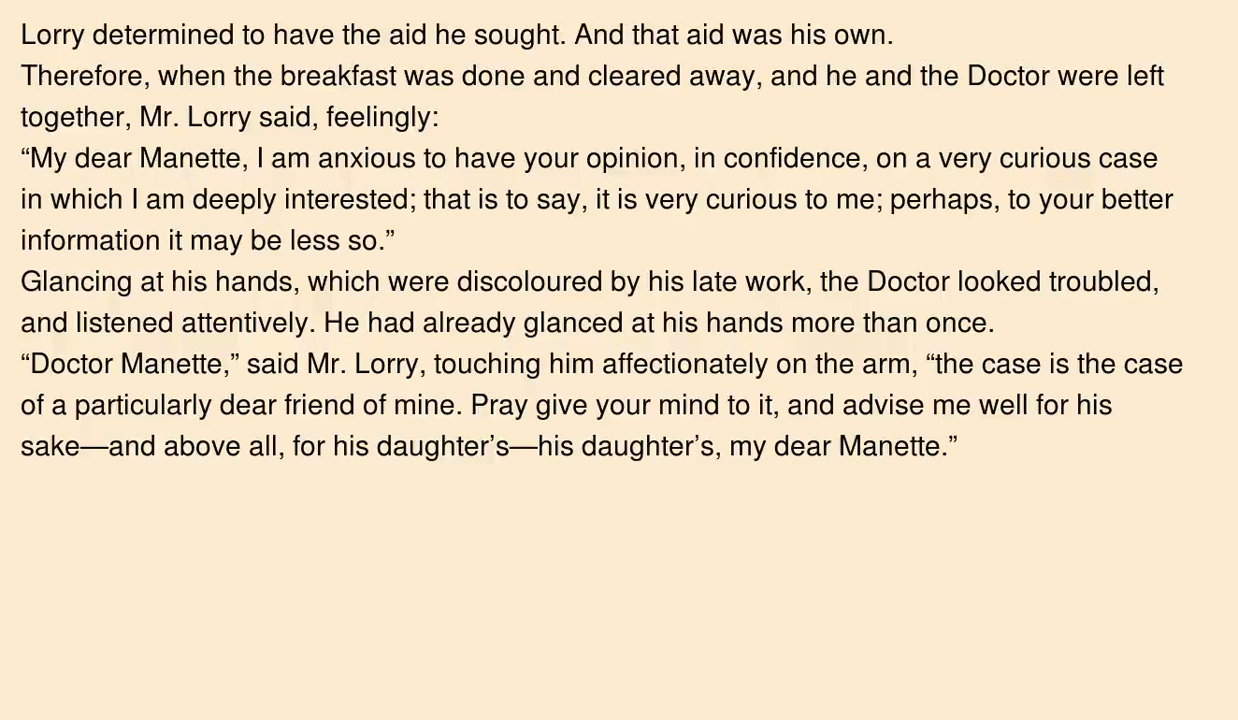 Lorry determined to have the aid he sought. And that aid was his own.
Therefore, when the breakfast was done and cleared away, and he and the Doctor were left
together, Mr. Lorry said, feelingly:
“My dear Manette, I am anxious to have your opinion, in confidence, on a very curious case
in which I am deeply interested; that is to say, it is very curious to me; perhaps, to your better
information it may be less so.”
Glancing at his hands, which were discoloured by his late work, the Doctor looked troubled,
and listened attentively. He had already glanced at his hands more than once.
“Doctor Manette,” said Mr. Lorry, touching him affectionately on the arm, “the case is the case
of a particularly dear friend of mine. Pray give your mind to it, and advise me well for his
sake—and above all, for his daughter’s—his daughter’s, my dear Manette.”